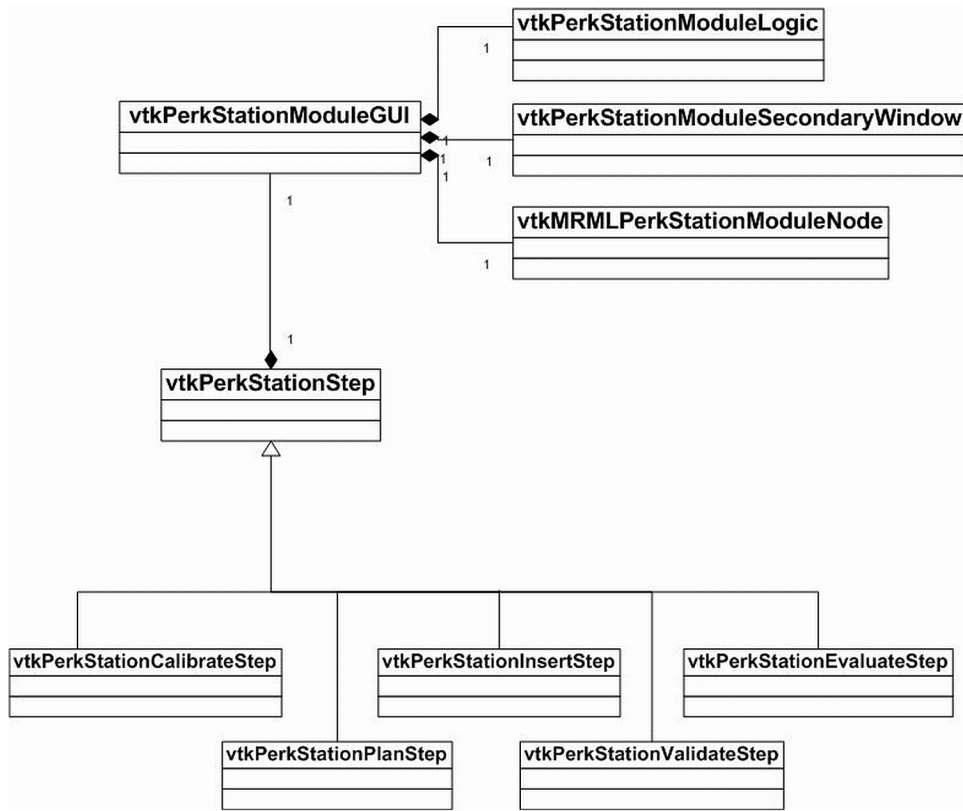 vtkPerkStationModuleLogic
1
vtkPerkStationModuleGUI
vtkPerkStationModuleSecondaryWindow
1
1
1
1
1
vtkMRMLPerkStationModuleNode
1
1
vtkPerkStationStep
vtkPerkStationCalibrateStep
vtkPerkStationInsertStep
vtkPerkStationEvaluateStep
vtkPerkStationPlanStep
vtkPerkStationValidateStep